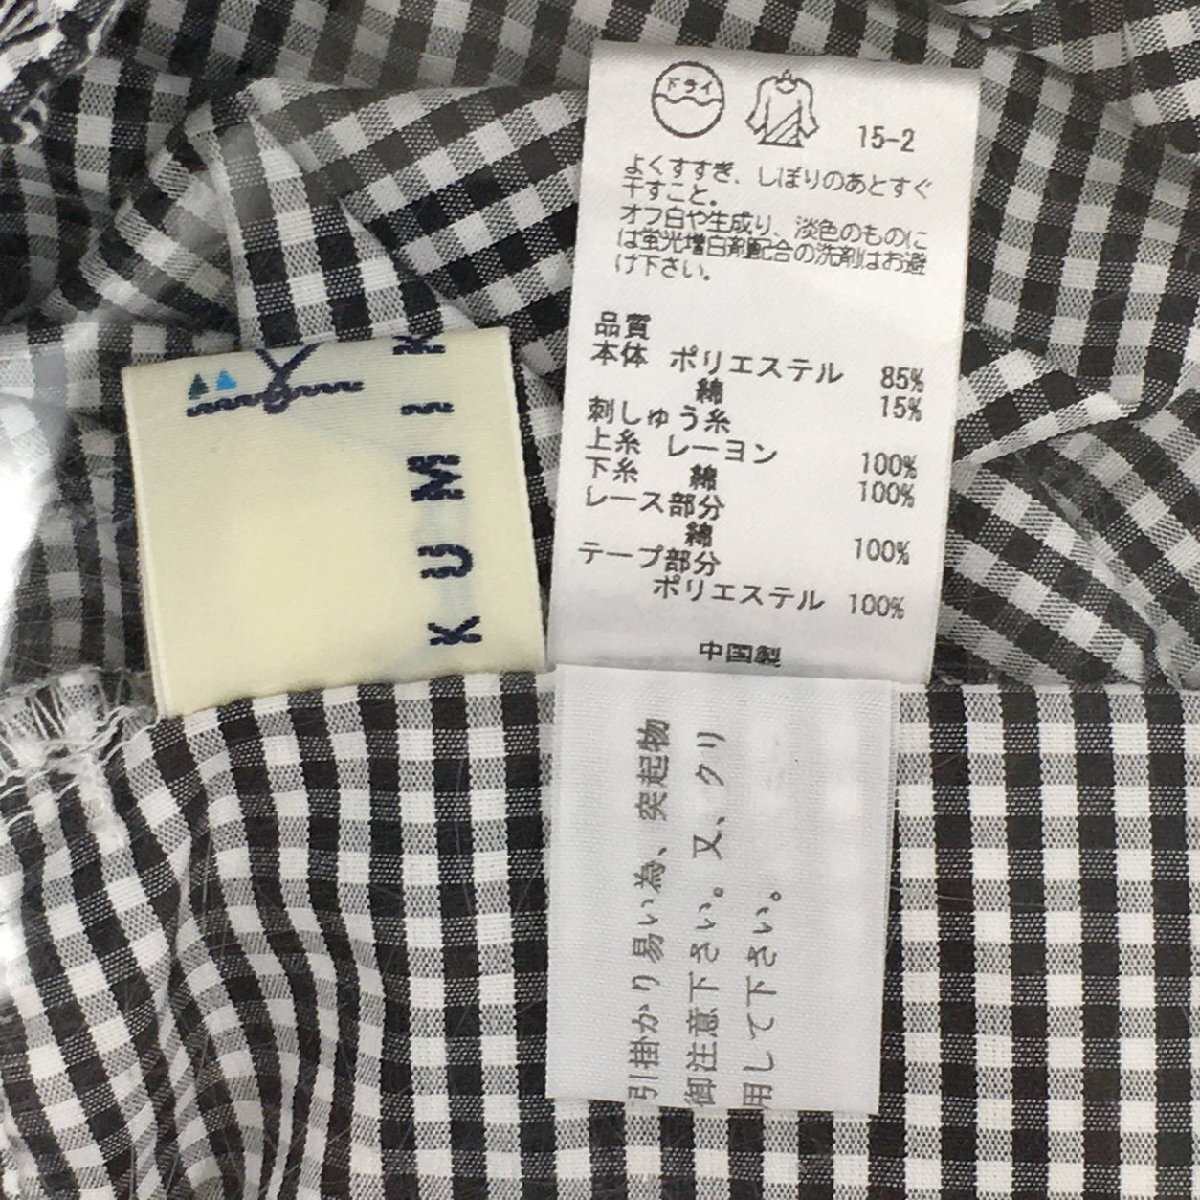 ドライ
15-2
よくすすぎ、しぼりのあとすぐ
干すこと。
オフ白や生成り、淡色のものに
は蛍光増白剤配合の洗剤はお避
け下さい。
品質
本体 ポリエステル 85%
綿 15%
刺しゅう糸
上糸 レーヨン 100%
下糸 綿 100%
レース部分
綿 100%
テープ部分
ポリエステル 100%
中国製
KUMIK
引掛かり易い為、突起物
御注意下さい。又、クリ
用して下さい。